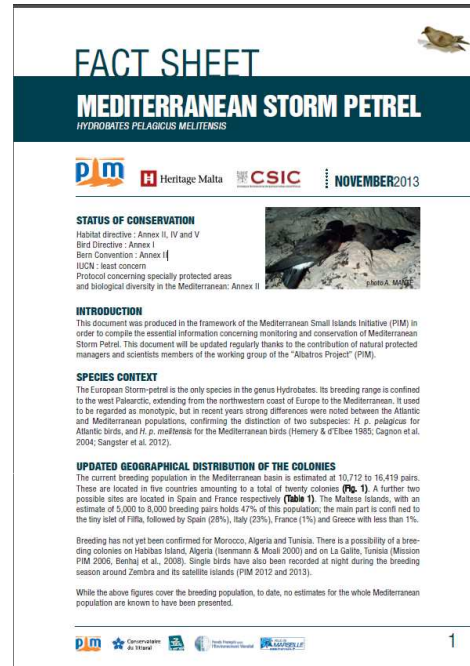 FACT SHEET
MEDITERRANEAN STORM PETREL
HYDROBATES PELAGICUS MELITENSIS
PIM
Heritage Malta
CSIC
NOVEMBER2013
STATUS OF CONSERVATION
Habitat directive : Annex II, IV and V
Bird Directive : Annex I
Bern Convention : Annex II
IUCN : least concern
Protocol concerning specially protected areas
and biological diversity in the Mediterranean: Annex II
photo A. MANTE
INTRODUCTION
This document was produced in the framework of the Mediterranean Small Islands Initiative (PIM) in
order to compile the essential information concerning monitoring and conservation of Mediterranean
Storm Petrel. This document will be updated regularly thanks to the contribution of natural protected
managers and scientists members of the working group of the "Albatros Project" (PIM).
SPECIES CONTEXT
The European Storm-petrel is the only species in the genus Hydrobates. Its breeding range is confined
to the west Palearctic, extending from the northwestern coast of Europe to the Mediterranean. It used
to be regarded as monotypic, but in recent years strong differences were noted between the Atlantic
and Mediterranean populations, confirming the distinction of two subspecies: H. p. pelagicus for
Atlantic birds, and H. p. melitensis for the Mediterranean birds (Hemery & d'Elbee 1985; Cagnon et al.
2004; Sangster et al. 2012).
UPDATED GEOGRAPHICAL DISTRIBUTION OF THE COLONIES
The current breeding population in the Mediterranean basin is estimated at 10,712 to 16,419 pairs.
These are located in five countries amounting to a total of twenty colonies (Fig. 1). A further two
possible sites are located in Spain and France respectively (Table 1). The Maltese Islands, with an
estimate of 5,000 to 8,000 breeding pairs holds 47% of this population; the main part is confi ned to
the tiny islet of Filfla, followed by Spain (28%), Italy (23%), France (1%) and Greece with less than 1%.
Breeding has not yet been confirmed for Morocco, Algeria and Tunisia. There is a possibility of a bree-
ding colonies on Habibas Island, Algeria (Isenmann & Moali 2000) and on La Galite, Tunisia (Mission
PIM 2006, Benhaj et al., 2008). Single birds have also been recorded at night during the breeding
season around Zembra and its satellite islands (PIM 2012 and 2013).
While the above figures cover the breeding population, to date, no estimates for the whole Mediterranean
population are known to have been presented.
PIM
Conservatoire
du littoral
MARSEILLE
1